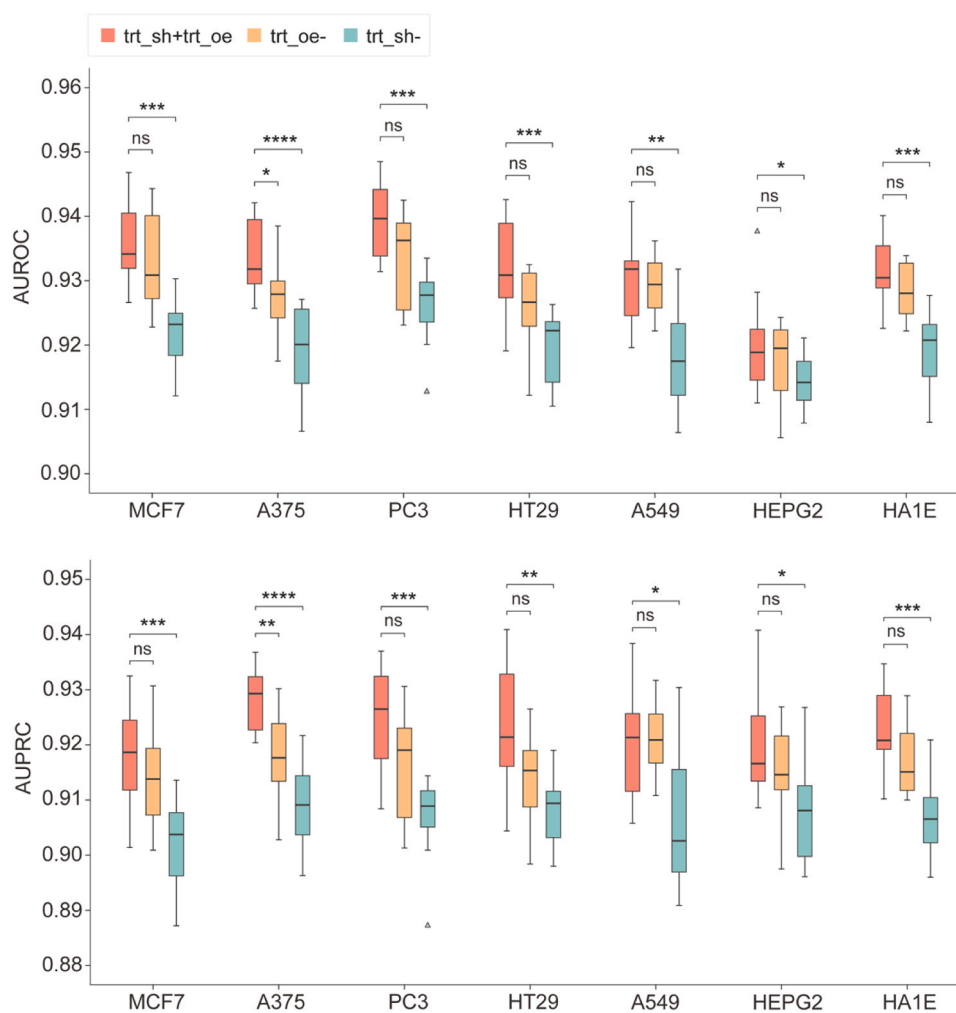 trt_sh+trt_oe trt_oe- trt_sh-
AUROC
0.96
0.95
0.94
0.93
0.92
0.91
0.90
*** ns
**** *
*** ns
*** ns
** ns
* ns
*** ns
MCF7 A375 PC3 HT29 A549 HEPG2 HA1E
AUPRC
0.95
0.94
0.93
0.92
0.91
0.90
0.89
0.88
*** ns
**** **
*** ns
** ns
* ns
* ns
*** ns
MCF7 A375 PC3 HT29 A549 HEPG2 HA1E